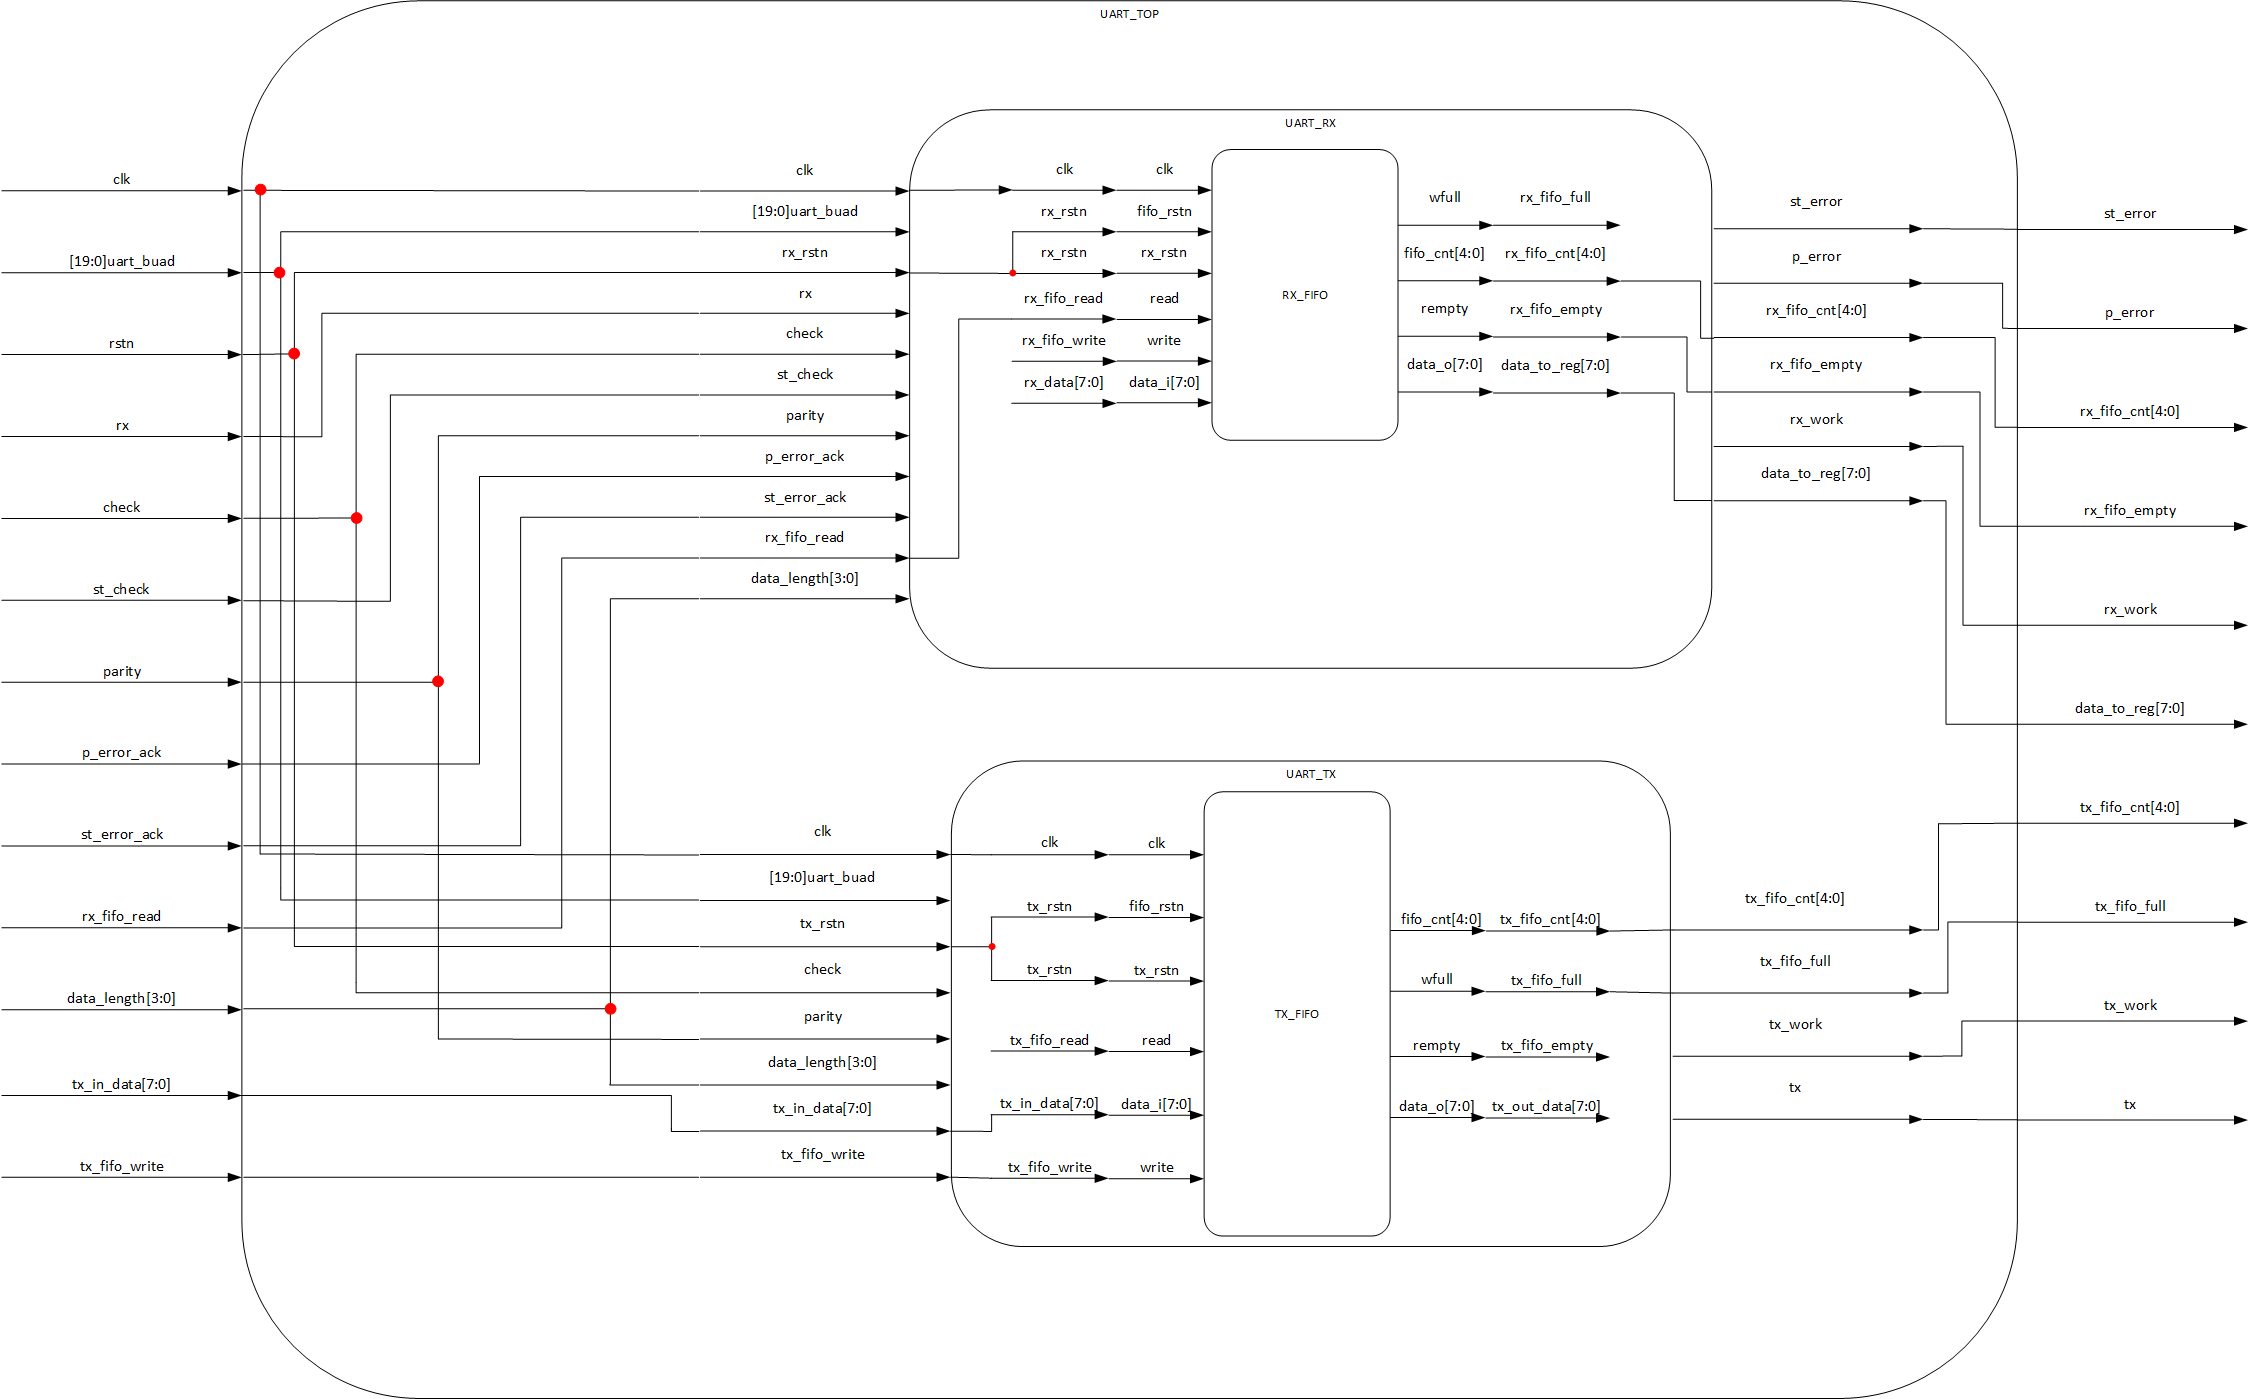 UART_TOP
clk
[19:0]uart_buad
rstn
rx
check
st_check
parity
p_error_ack
st_error_ack
rx_fifo_read
data_length[3:0]
tx_in_data[7:0]
tx_fifo_write
clk
[19:0]uart_buad
rx_rstn
rx
check
st_check
parity
p_error_ack
st_error_ack
rx_fifo_read
data_length[3:0]
UART_RX
clk clk
rx_rstn fifo_rstn
rx_rstn rx_rstn
rx_fifo_read read
rx_fifo_write write
rx_data[7:0] data_i[7:0]
RX_FIFO
wfull rx_fifo_full
fifo_cnt[4:0] rx_fifo_cnt[4:0]
rempty rx_fifo_empty
data_o[7:0] data_to_reg[7:0]
st_error
p_error
rx_fifo_cnt[4:0]
rx_fifo_empty
rx_work
data_to_reg[7:0]
st_error
p_error
rx_fifo_cnt[4:0]
rx_fifo_empty
rx_work
data_to_reg[7:0]
clk
[19:0]uart_buad
tx_rstn
check
parity
data_length[3:0]
tx_in_data[7:0]
tx_fifo_write
UART_TX
clk clk
tx_rstn fifo_rstn
tx_rstn tx_rstn
tx_fifo_read read
tx_in_data[7:0] data_i[7:0]
tx_fifo_write write
TX_FIFO
fifo_cnt[4:0] tx_fifo_cnt[4:0]
wfull tx_fifo_full
rempty tx_fifo_empty
data_o[7:0] tx_out_data[7:0]
tx_fifo_cnt[4:0]
tx_fifo_full
tx_work
tx
tx_fifo_cnt[4:0]
tx_fifo_full
tx_work
tx